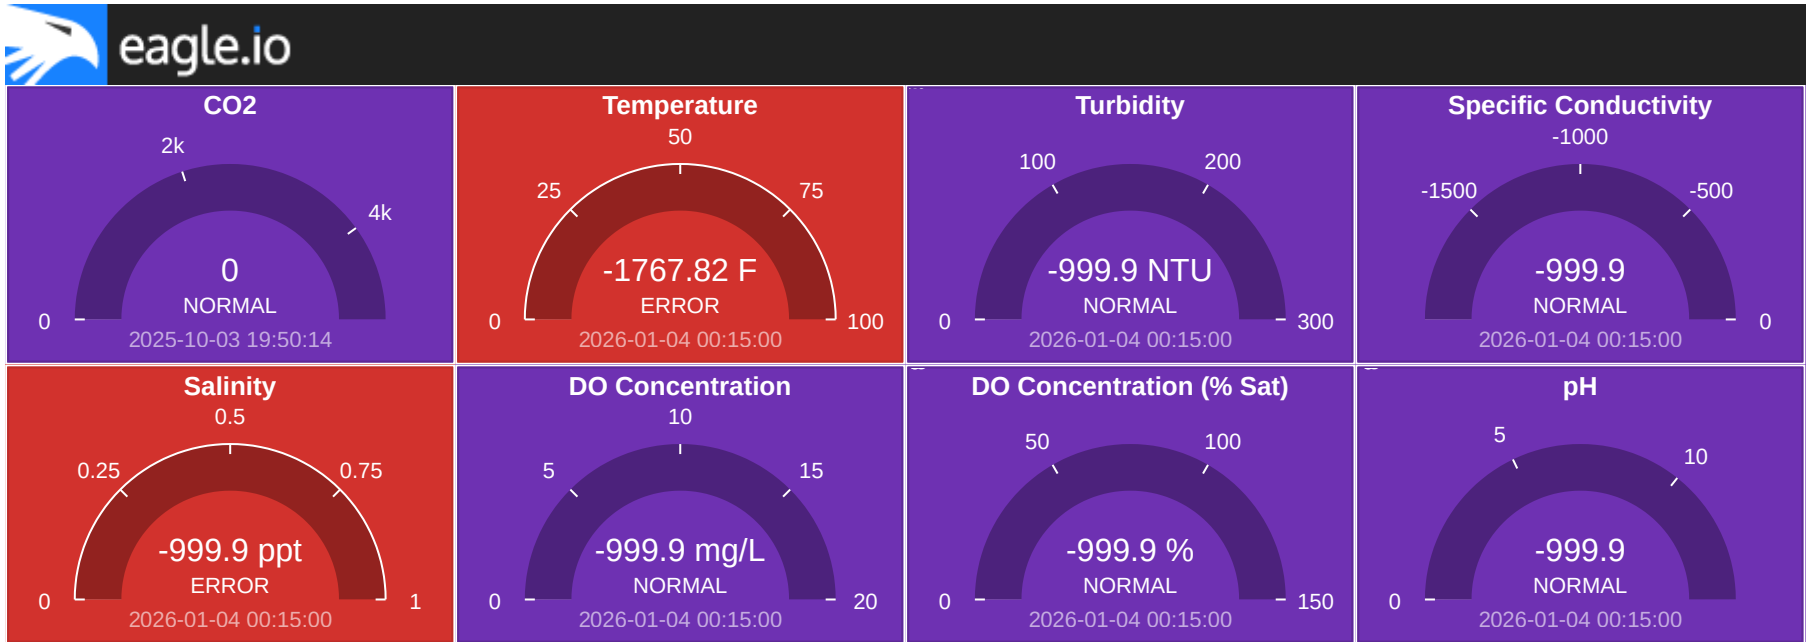 eagle.io
CO2
2k
4k
0
0
NORMAL
2025-10-03 19:50:14
Temperature
50
25
75
-1767.82 F
ERROR
0
100
2026-01-04 00:15:00
Turbidity
100
200
-999.9 NTU
NORMAL
0
300
2026-01-04 00:15:00
Specific Conductivity
-1000
-1500
-500
-999.9
NORMAL
0
2026-01-04 00:15:00
Salinity
0.5
0.25
0.75
-999.9 ppt
ERROR
0
1
2026-01-04 00:15:00
DO Concentration
10
5
15
-999.9 mg/L
NORMAL
0
20
2026-01-04 00:15:00
DO Concentration (% Sat)
50
100
-999.9 %
NORMAL
0
150
2026-01-04 00:15:00
pH
5
10
-999.9
NORMAL
0
2026-01-04 00:15:00